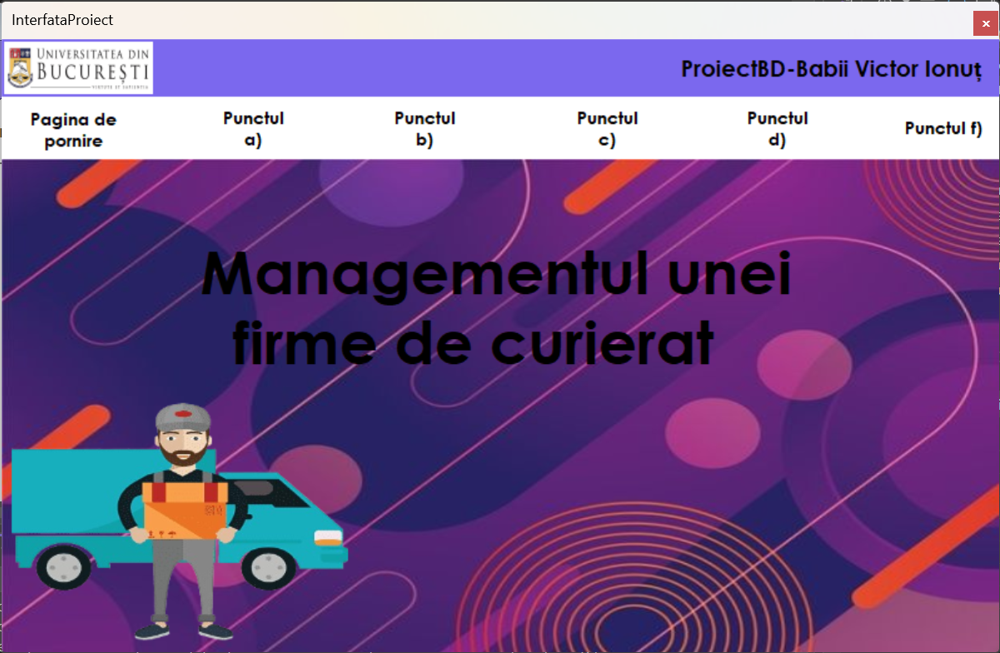 InterfataProiect
UNIVERSITATEA DIN
BUCUREȘTI
VIRTUTE ET SAPIENTIA
ProiectBD-Babii Victor Ionuț
Pagina de
pornire
Punctul
a)
Punctul
b)
Punctul
c)
Punctul
d)
Punctul f)
Managementul unei
firme de curierat